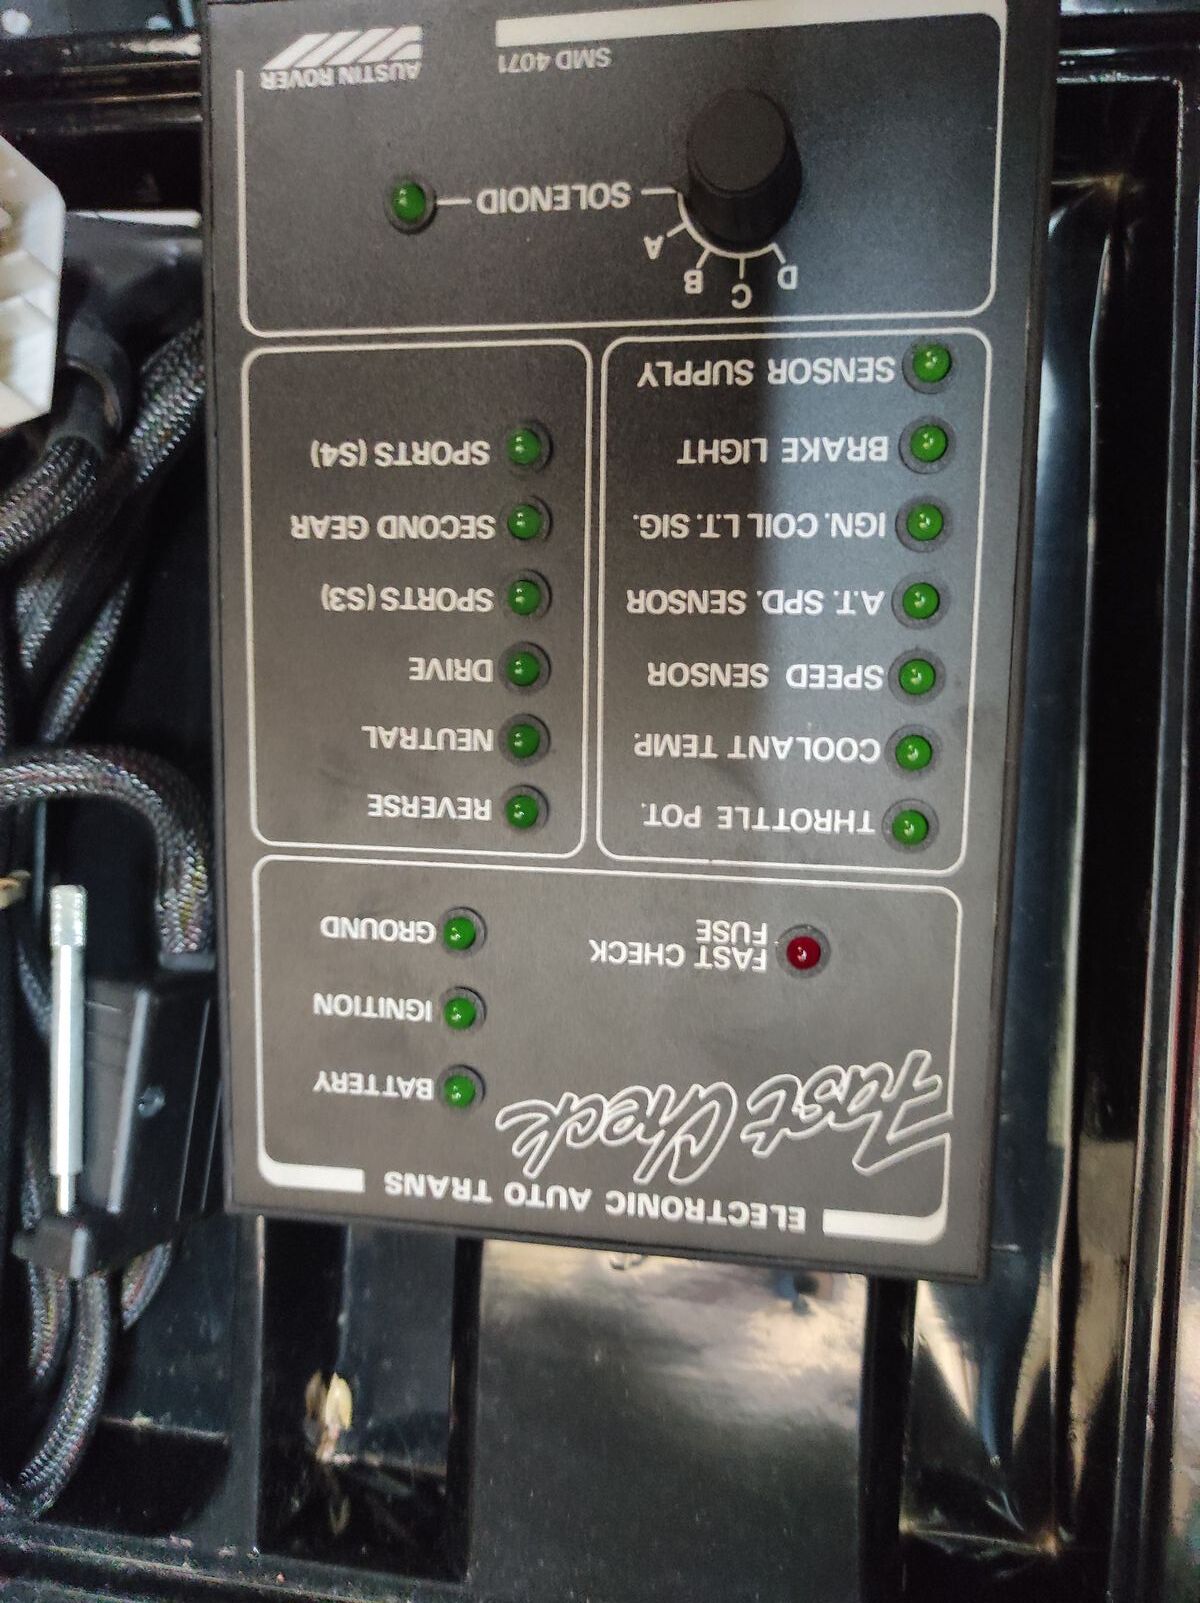 ELECTRONIC AUTO TRANS
Fast Check
BATTERY
IGNITION
GROUND
FAST CHECK
FUSE
THROTTLE POT.
COOLANT TEMP.
SPEED SENSOR
A.T. SPD. SENSOR
IGN. COIL L.T. SIG.
BRAKE LIGHT
SENSOR SUPPLY
REVERSE
NEUTRAL
DRIVE
SPORTS (S3)
SECOND GEAR
SPORTS (S4)
D
C
B
A
SOLENOID
SMD 4071
AUSTIN ROVER